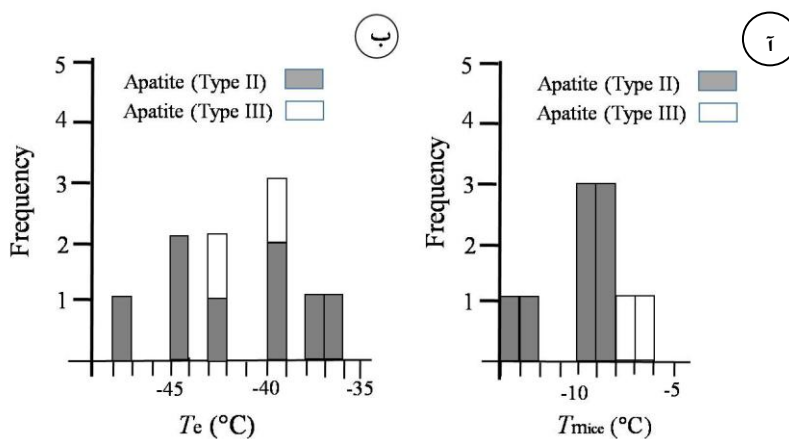 ب
5
4
3
2
1
Frequency
Apatite (Type II)
Apatite (Type III)
-45
-40
-35
Te (°C)
آ
5
4
3
2
1
Frequency
Apatite (Type II)
Apatite (Type III)
-10
-5
Tmice (°C)